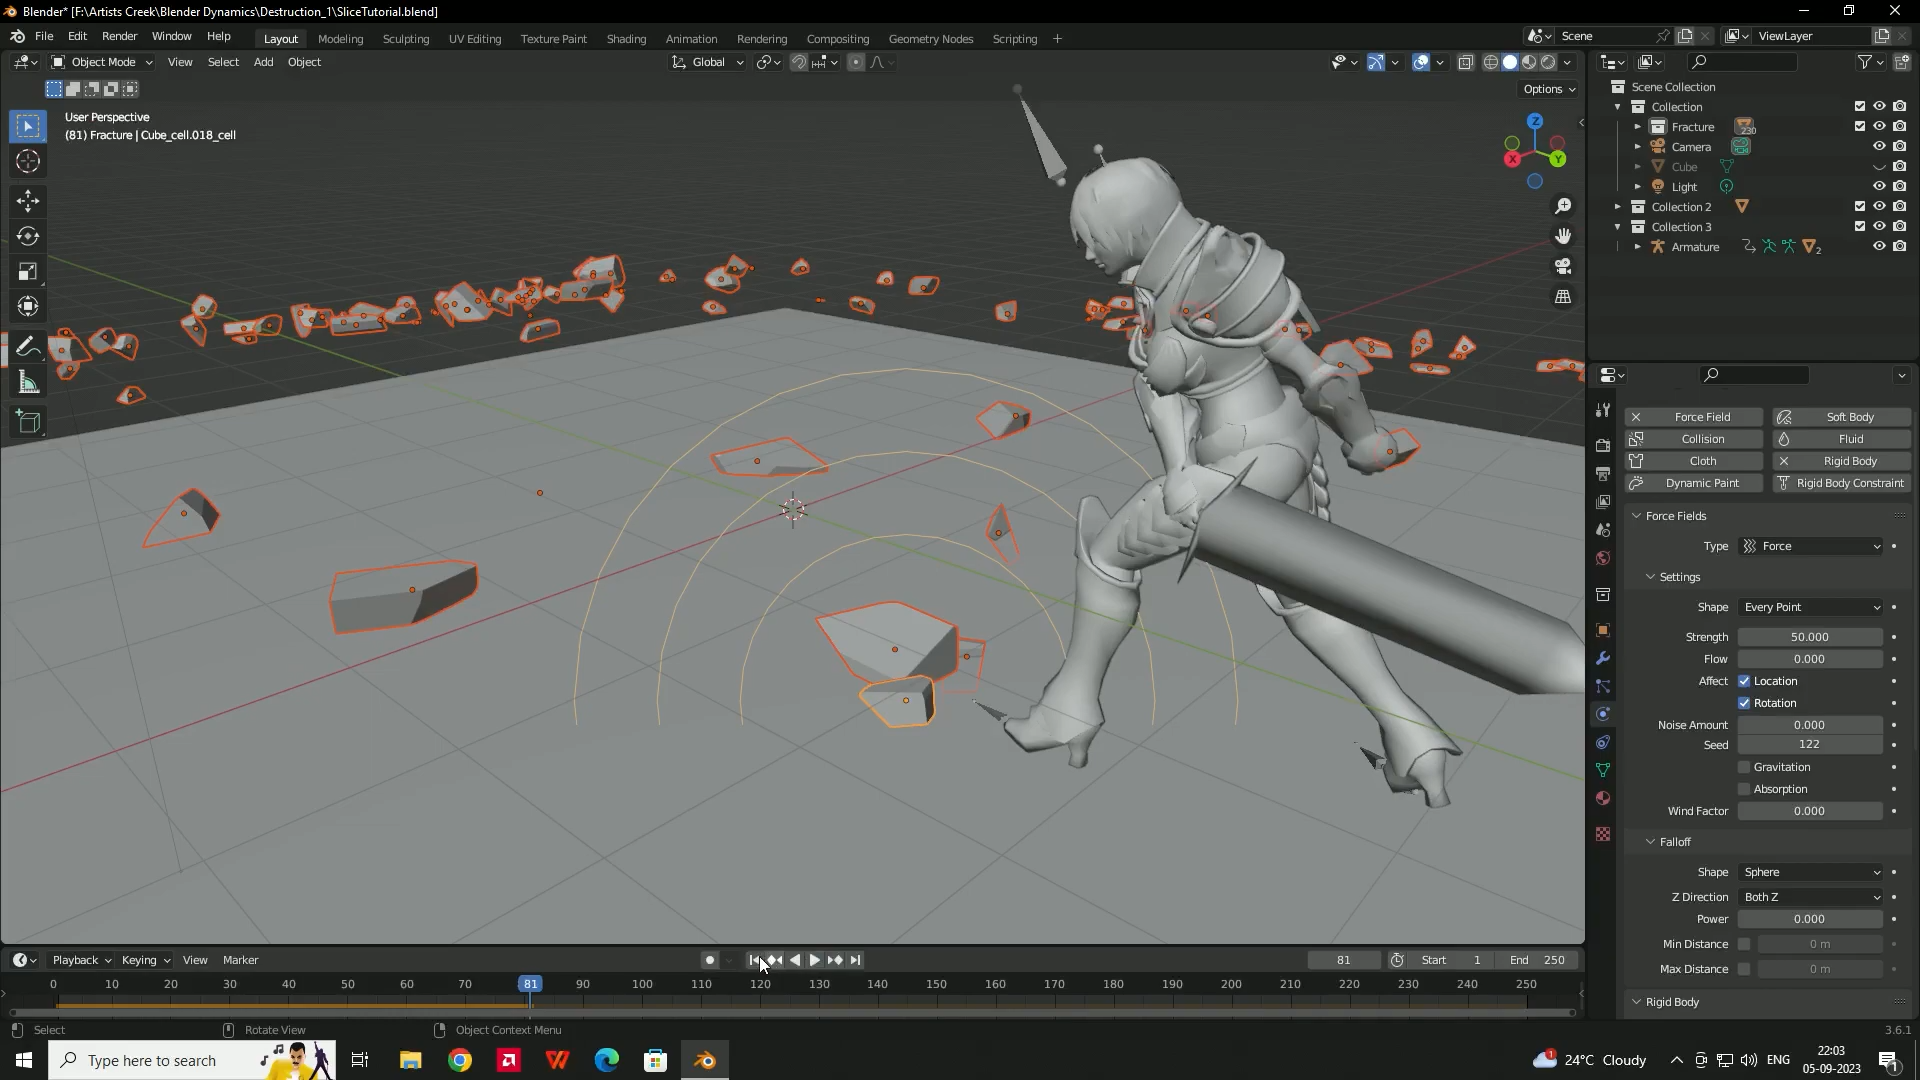 Blender* [F:\Artists Creek\Blender Dynamics\Destruction_1\SliceTutorial.blend]
File Edit Render Window Help Layout Modeling Sculpting UV Editing Texture Paint Shading Animation Rendering Compositing Geometry Nodes Scripting + Scene ViewLayer
Object Mode View Select Add Object Global
Options
User Perspective
(81) Fracture | Cube_cell.018_cell
Z
X Y
Scene Collection
Collection
Fracture 230
Camera
Cube
Light
Collection 2
Collection 3
Armature 2
Force Field Soft Body
Collision Fluid
Cloth Rigid Body
Dynamic Paint Rigid Body Constraint
Force Fields
Type Force
Settings
Shape Every Point
Strength 50.000
Flow 0.000
Affect Location
Rotation
Noise Amount 0.000
Seed 122
Gravitation
Absorption
Wind Factor 0.000
Falloff
Shape Sphere
Z Direction Both Z
Power 0.000
Min Distance 0 m
Max Distance 0 m
Rigid Body
Playback Keying View Marker 81 Start 1 End 250
0 10 20 30 40 50 60 70 81 90 100 110 120 130 140 150 160 170 180 190 200 210 220 230 240 250
Select Rotate View Object Context Menu 3.6.1
Type here to search 1 24°C Cloudy ENG 22:03
05-09-2023 1